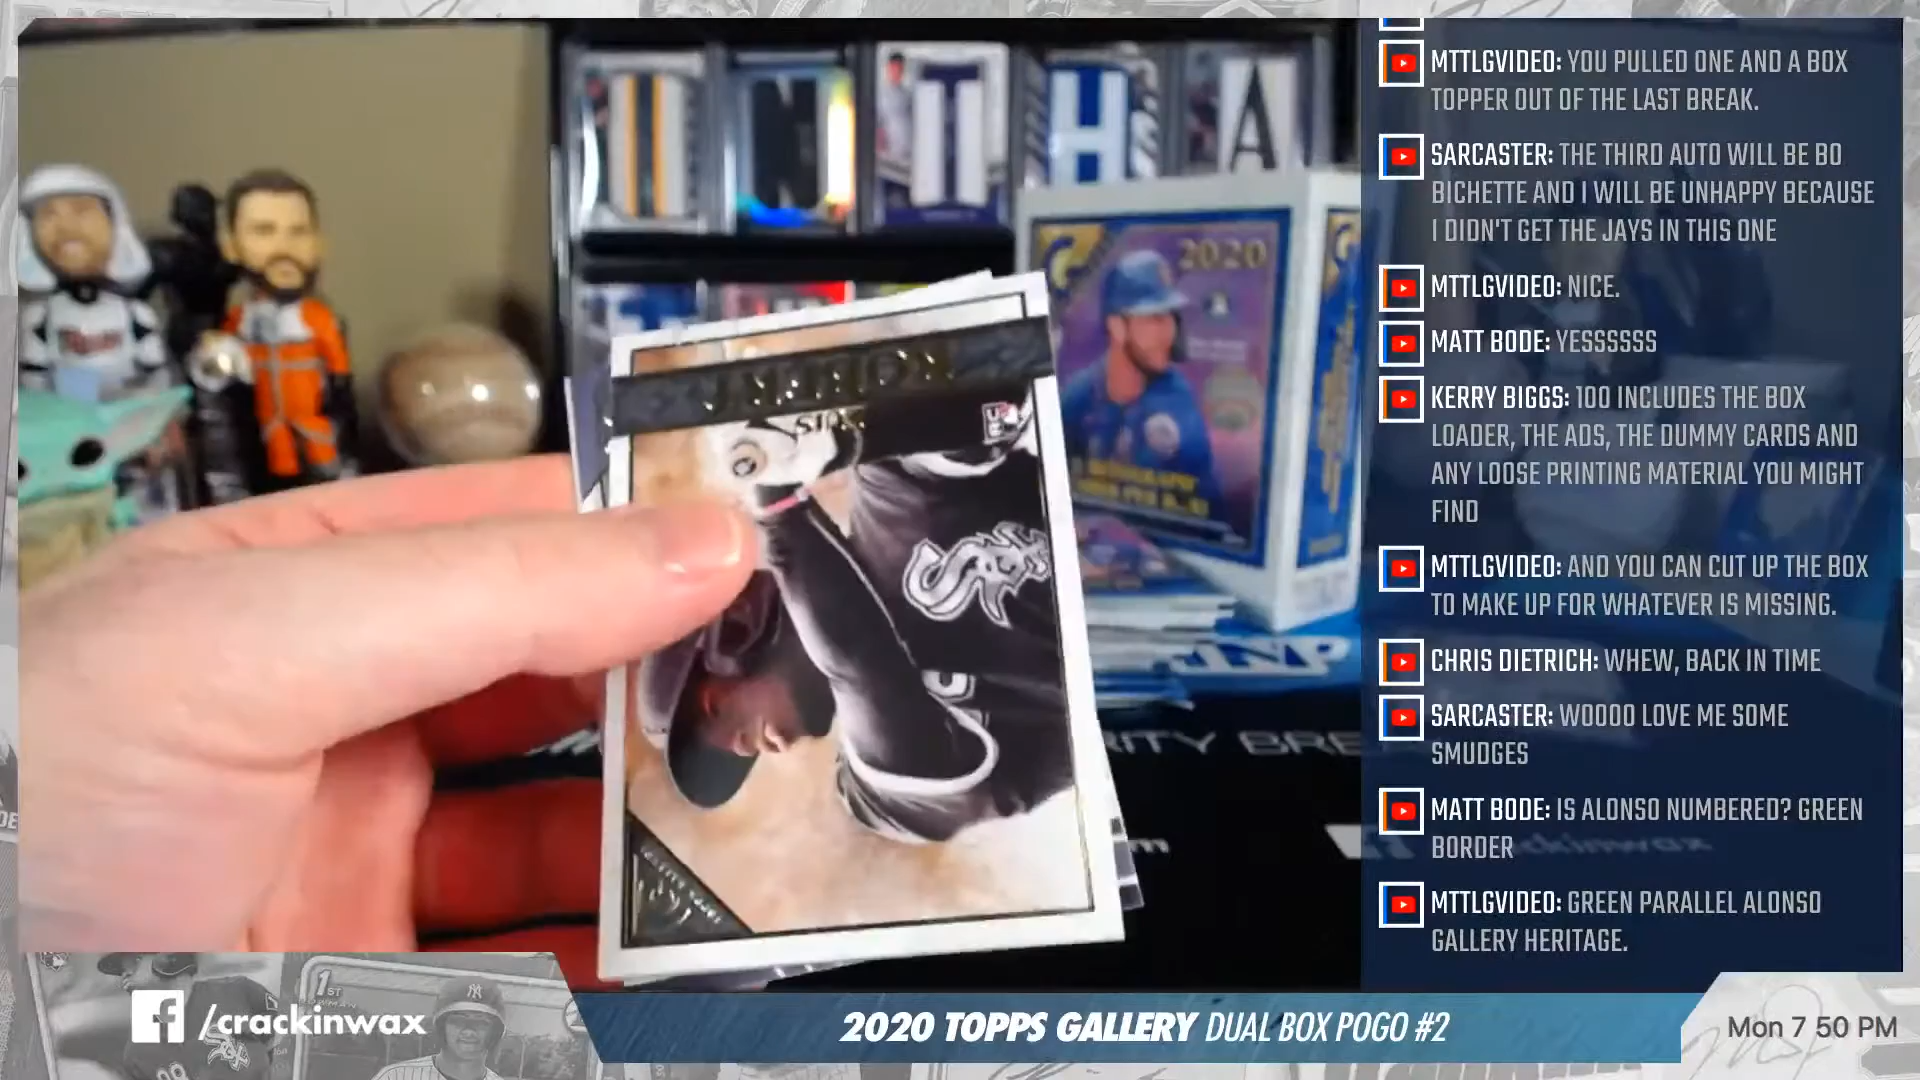 MTTLGVIDEO: YOU PULLED ONE AND A BOX
TOPPER OUT OF THE LAST BREAK.
SARCASTER: THE THIRD AUTO WILL BE BO
BICHETTE AND I WILL BE UNHAPPY BECAUSE
I DIDN'T GET THE JAYS IN THIS ONE
MTTLGVIDEO: NICE.
MATT BODE: YESSSSSS
KERRY BIGGS: 100 INCLUDES THE BOX
LOADER, THE ADS, THE DUMMY CARDS AND
ANY LOOSE PRINTING MATERIAL YOU MIGHT
FIND
MTTLGVIDEO: AND YOU CAN CUT UP THE BOX
TO MAKE UP FOR WHATEVER IS MISSING.
CHRIS DIETRICH: WHEW, BACK IN TIME
SARCASTER: WOOOO LOVE ME SOME
SMUDGES
MATT BODE: IS ALONSO NUMBERED? GREEN
BORDER
MTTLGVIDEO: GREEN PARALLEL ALONSO
GALLERY HERITAGE.
N T H A
2020
Sox
/crackinwax
1ST
2020 TOPPS GALLERY DUAL BOX POGO #2
Mon 7 50 PM